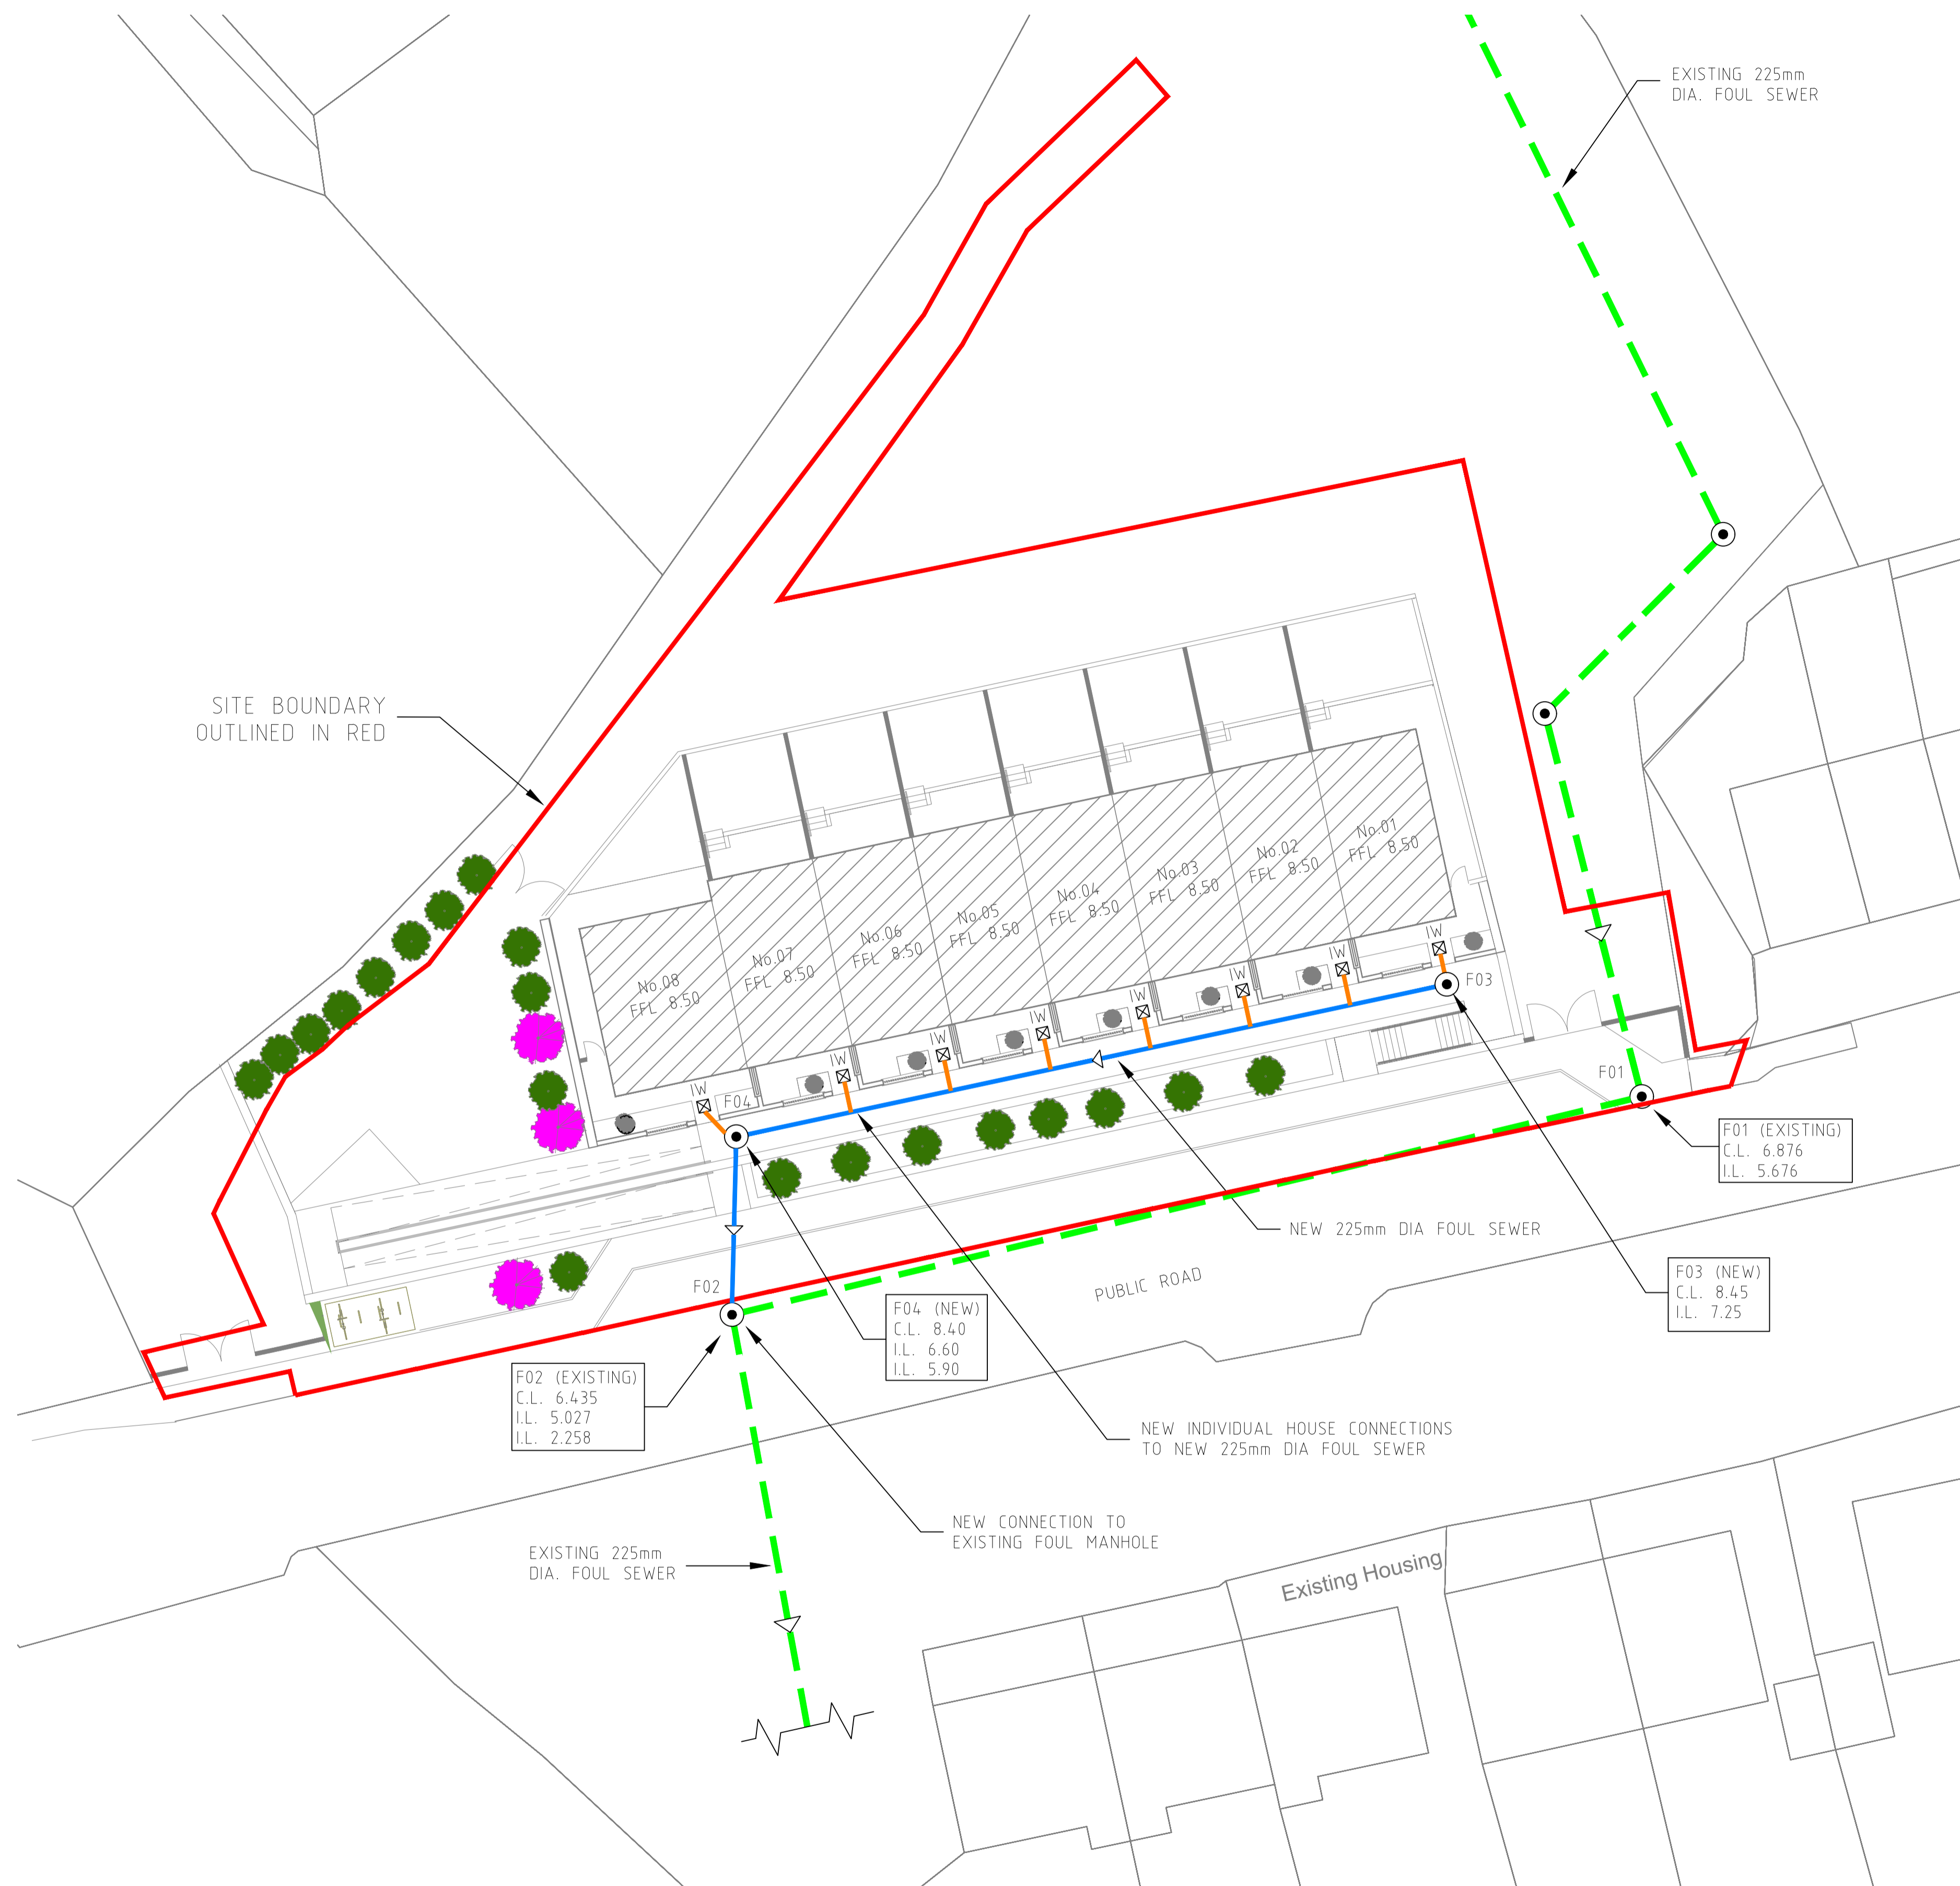 EXISTING 225mm
DIA. FOUL SEWER
SITE BOUNDARY
OUTLINED IN RED
No.01
FFL 8.50
No.02
FFL 8.50
No.03
FFL 8.50
No.04
FFL 8.50
No.05
FFL 8.50
No.06
FFL 8.50
No.07
FFL 8.50
No.08
FFL 8.50
IW
IW
IW
IW
IW
IW
IW
IW
F03
F04
F01
F02
F01 (EXISTING)
C.L. 6.876
I.L. 5.676
NEW 225mm DIA FOUL SEWER
PUBLIC ROAD
F03 (NEW)
C.L. 8.45
I.L. 7.25
F04 (NEW)
C.L. 8.40
I.L. 6.60
I.L. 5.90
F02 (EXISTING)
C.L. 6.435
I.L. 5.027
I.L. 2.258
NEW INDIVIDUAL HOUSE CONNECTIONS
TO NEW 225mm DIA FOUL SEWER
NEW CONNECTION TO
EXISTING FOUL MANHOLE
EXISTING 225mm
DIA. FOUL SEWER
Existing Housing